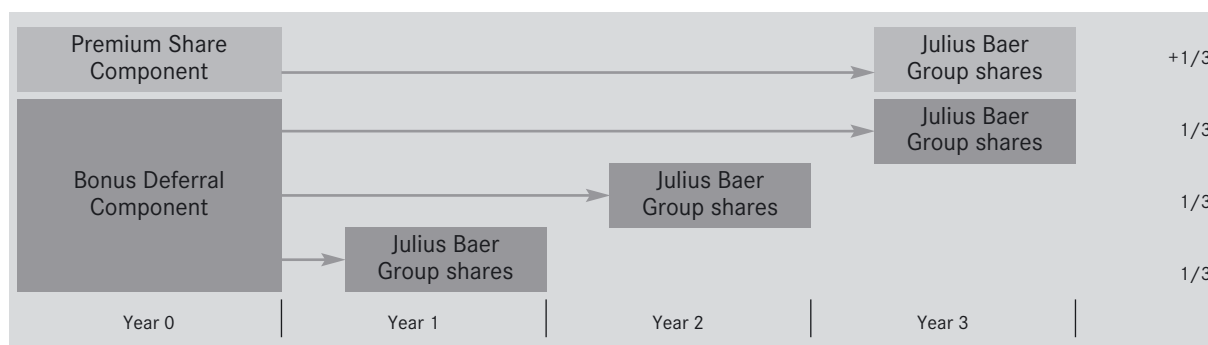 Premium Share
Component
Julius Baer
Group shares
+1/3
Bonus Deferral
Component
Julius Baer
Group shares
1/3
Julius Baer
Group shares
1/3
Julius Baer
Group shares
1/3
Year 0
Year 1
Year 2
Year 3